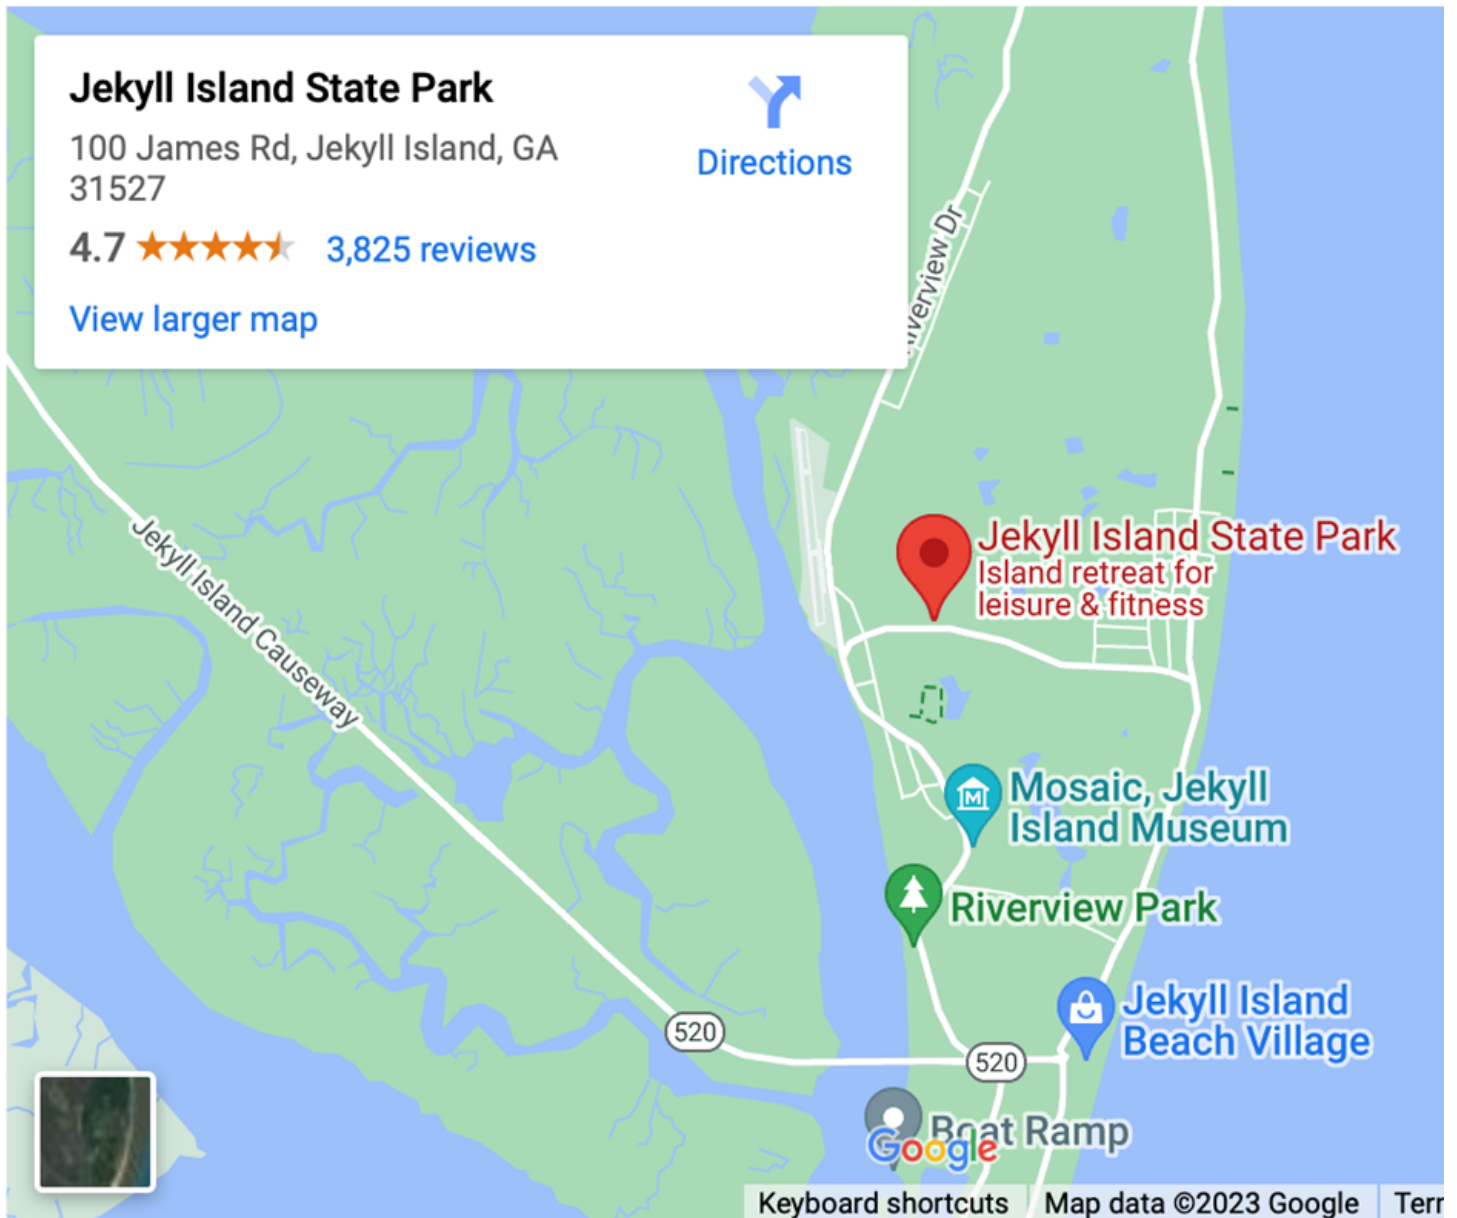 Jekyll Island State Park
100 James Rd, Jekyll Island, GA
31527
Directions
4.7
3,825 reviews
View larger map
Riverview Dr
Jekyll Island Causeway
Jekyll Island State Park
Island retreat for
leisure & fitness
M
Mosaic, Jekyll
Island Museum
Riverview Park
Jekyll Island
Beach Village
520
520
Boat Ramp
Google
Keyboard shortcuts
Map data ©2023 Google